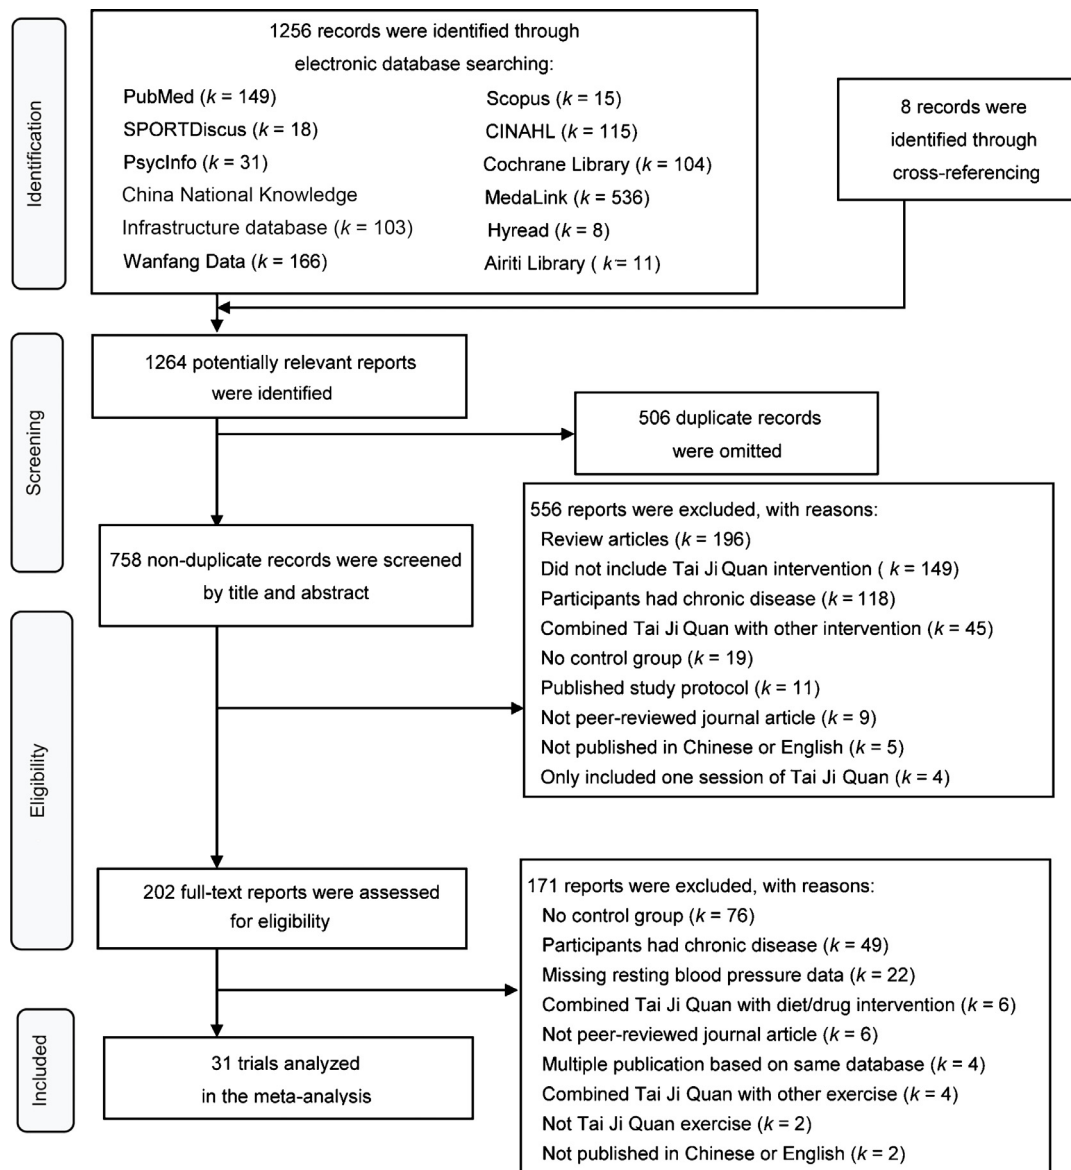 Identification
1256 records were identified through
electronic database searching:
PubMed (k = 149)
SPORTDiscus (k = 18)
PsycInfo (k = 31)
China National Knowledge
Infrastructure database (k = 103)
Wanfang Data (k = 166)
Scopus (k = 15)
CINAHL (k = 115)
Cochrane Library (k = 104)
MedaLink (k = 536)
Hyread (k = 8)
Airiti Library ( k = 11)
8 records were
identified through
cross-referencing
Screening
1264 potentially relevant reports
were identified
506 duplicate records
were omitted
758 non-duplicate records were screened
by title and abstract
556 reports were excluded, with reasons:
Review articles (k = 196)
Did not include Tai Ji Quan intervention ( k = 149)
Participants had chronic disease (k = 118)
Combined Tai Ji Quan with other intervention (k = 45)
No control group (k = 19)
Published study protocol (k = 11)
Not peer-reviewed journal article (k = 9)
Not published in Chinese or English (k = 5)
Only included one session of Tai Ji Quan (k = 4)
Eligibility
202 full-text reports were assessed
for eligibility
171 reports were excluded, with reasons:
No control group (k = 76)
Participants had chronic disease (k = 49)
Missing resting blood pressure data (k = 22)
Combined Tai Ji Quan with diet/drug intervention (k = 6)
Not peer-reviewed journal article (k = 6)
Multiple publication based on same database (k = 4)
Combined Tai Ji Quan with other exercise (k = 4)
Not Tai Ji Quan exercise (k = 2)
Not published in Chinese or English (k = 2)
Included
31 trials analyzed
in the meta-analysis